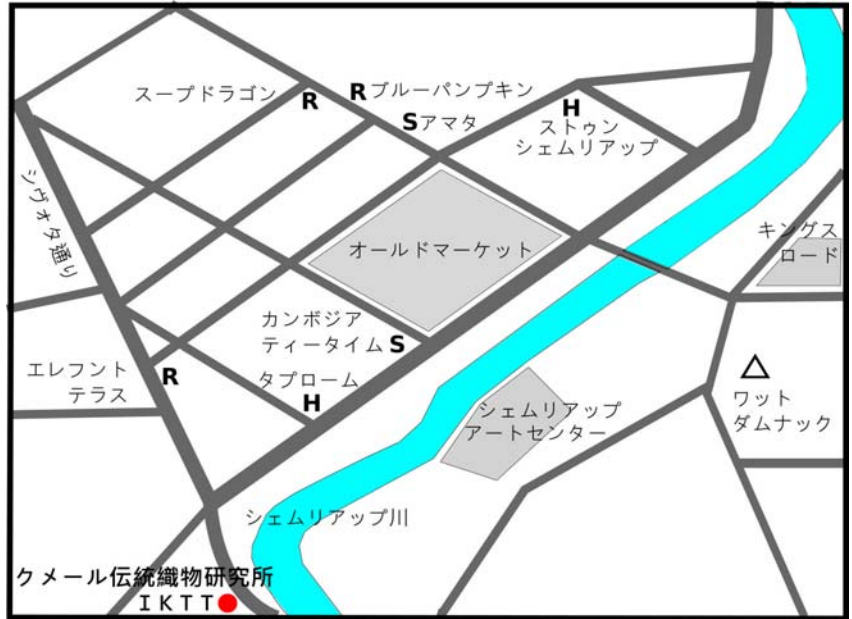 スープドラゴン
R
Rブルーパンプキン
Sアマタ
H
ストゥン
シェムリアップ
シヴォタ通り
オールドマーケット
キングス
ロード
カンボジア
ティータイムS
エレファント
テラス
R
タプローム
H
シェムリアップ
アートセンター
ワット
ダムナック
シェムリアップ川
クメール伝統織物研究所
ＩＫＴＴ